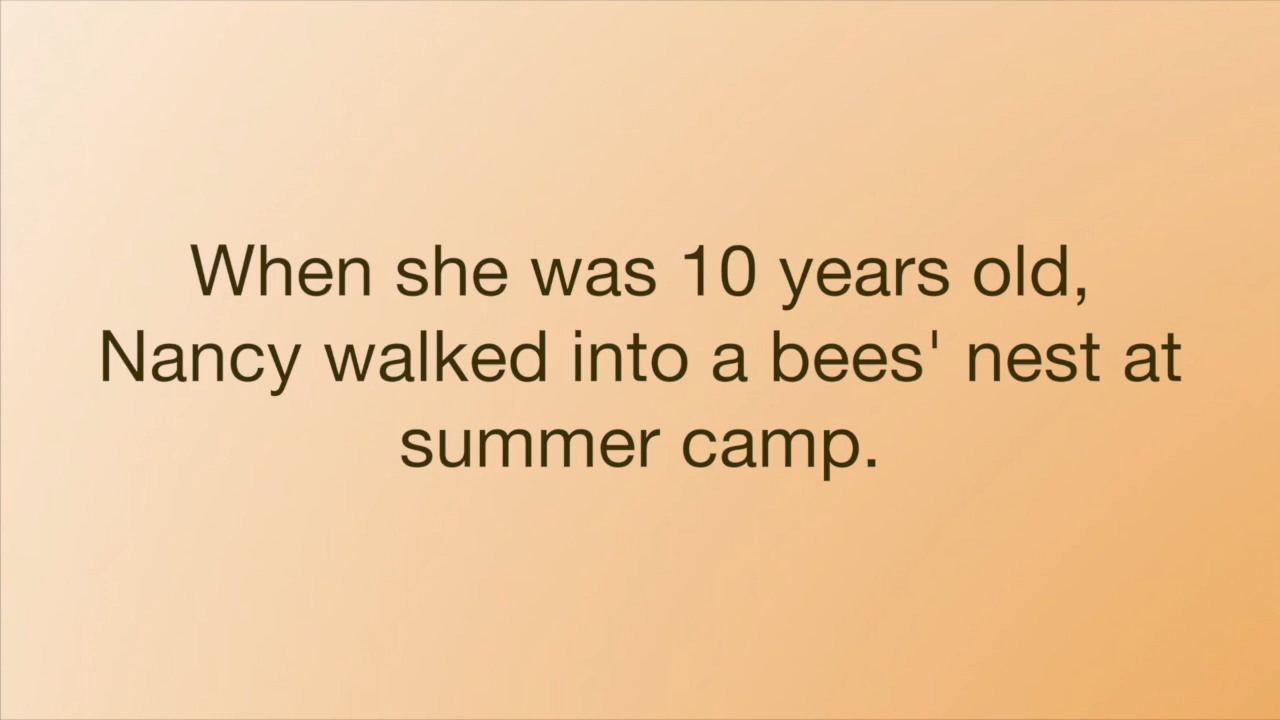 When she was 10 years old,
Nancy walked into a bees' nest at
summer camp.